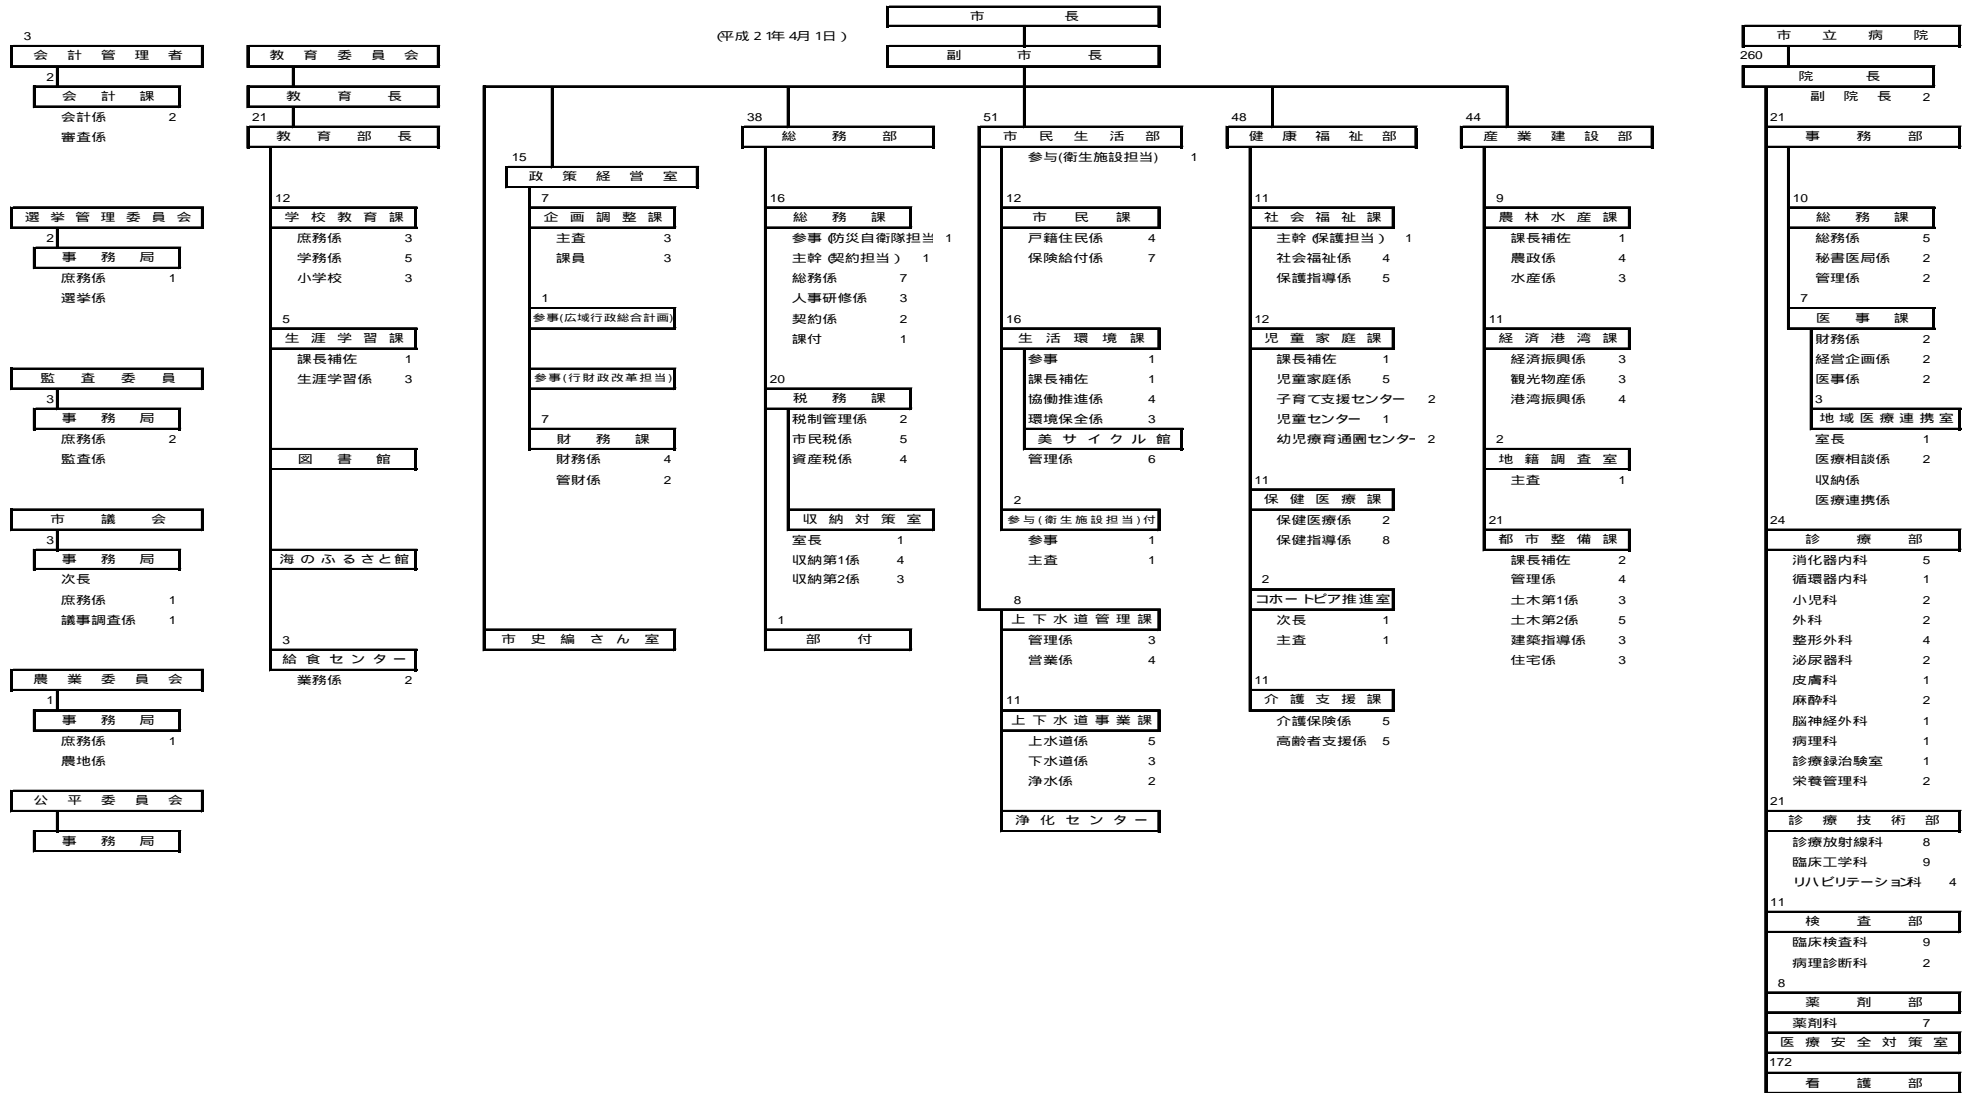 (平成21年4月1日)
市長
副市長
3
会計管理者
2
会計課
会計係 2
審査係
選挙管理委員会
2
事務局
庶務係 1
選挙係
監査委員
3
事務局
庶務係 2
監査係
市議会
3
事務局
次長
庶務係 1
議事調査係 1
農業委員会
1
事務局
庶務係 1
農地係
公平委員会
事務局
教育委員会
教育長
21
教育部長
12
学校教育課
庶務係 3
学務係 5
小学校 3
5
生涯学習課
課長補佐 1
生涯学習係 3
図書館
海のふるさと館
3
給食センター
業務係 2
15
政策経営室
7
企画調整課
主査 3
課員 3
1
参事(広域行政総合計画)
参事(行財政改革担当)
7
財務課
財務係 4
管財係 2
市史編さん室
38
総務部
16
総務課
参事(防災自衛隊担当 1
主幹(契約担当) 1
総務係 7
人事研修係 3
契約係 2
課付 1
20
税務課
税制管理係 2
市民税係 5
資産税係 4
収納対策室
室長 1
収納第1係 4
収納第2係 3
1
部付
51
市民生活部
参与(衛生施設担当) 1
12
市民課
戸籍住民係 4
保険給付係 7
16
生活環境課
参事 1
課長補佐 1
協働推進係 4
環境保全係 3
美サイクル館
管理係 6
2
参与(衛生施設担当)付
参事 1
主査 1
8
上下水道管理課
管理係 3
営業係 4
11
上下水道事業課
上水道係 5
下水道係 3
浄水係 2
浄化センター
48
健康福祉部
11
社会福祉課
主幹(保護担当) 1
社会福祉係 4
保護指導係 5
12
児童家庭課
課長補佐 1
児童家庭係 5
子育て支援センター 2
児童センター 1
幼児療育通園センター 2
11
保健医療課
保健医療係 2
保健指導係 8
2
コホートピア推進室
次長 1
主査 1
11
介護支援課
介護保険係 5
高齢者支援係 5
44
産業建設部
9
農林水産課
課長補佐 1
農政係 4
水産係 3
11
経済港湾課
経済振興係 3
観光物産係 3
港湾振興係 4
2
地籍調査室
主査 1
21
都市整備課
課長補佐 2
管理係 4
土木第1係 3
土木第2係 5
建築指導係 3
住宅係 3
市立病院
260
院長
副院長 2
21
事務部
10
総務課
総務係 5
秘書医局係 2
管理係 2
7
医事課
財務係 2
経営企画係 2
医事係 2
3
地域医療連携室
室長 1
医療相談係 2
収納係
医療連携係
24
診療部
消化器内科 5
循環器内科 1
小児科 2
外科 2
整形外科 4
泌尿器科 2
皮膚科 1
麻酔科 2
脳神経外科 1
病理科 1
診療録治験室 1
栄養管理科 2
21
診療技術部
診療放射線科 8
臨床工学科 9
リハビリテーション科 4
11
検査部
臨床検査科 9
病理診断科 2
8
薬剤部
薬剤科 7
医療安全対策室
172
看護部